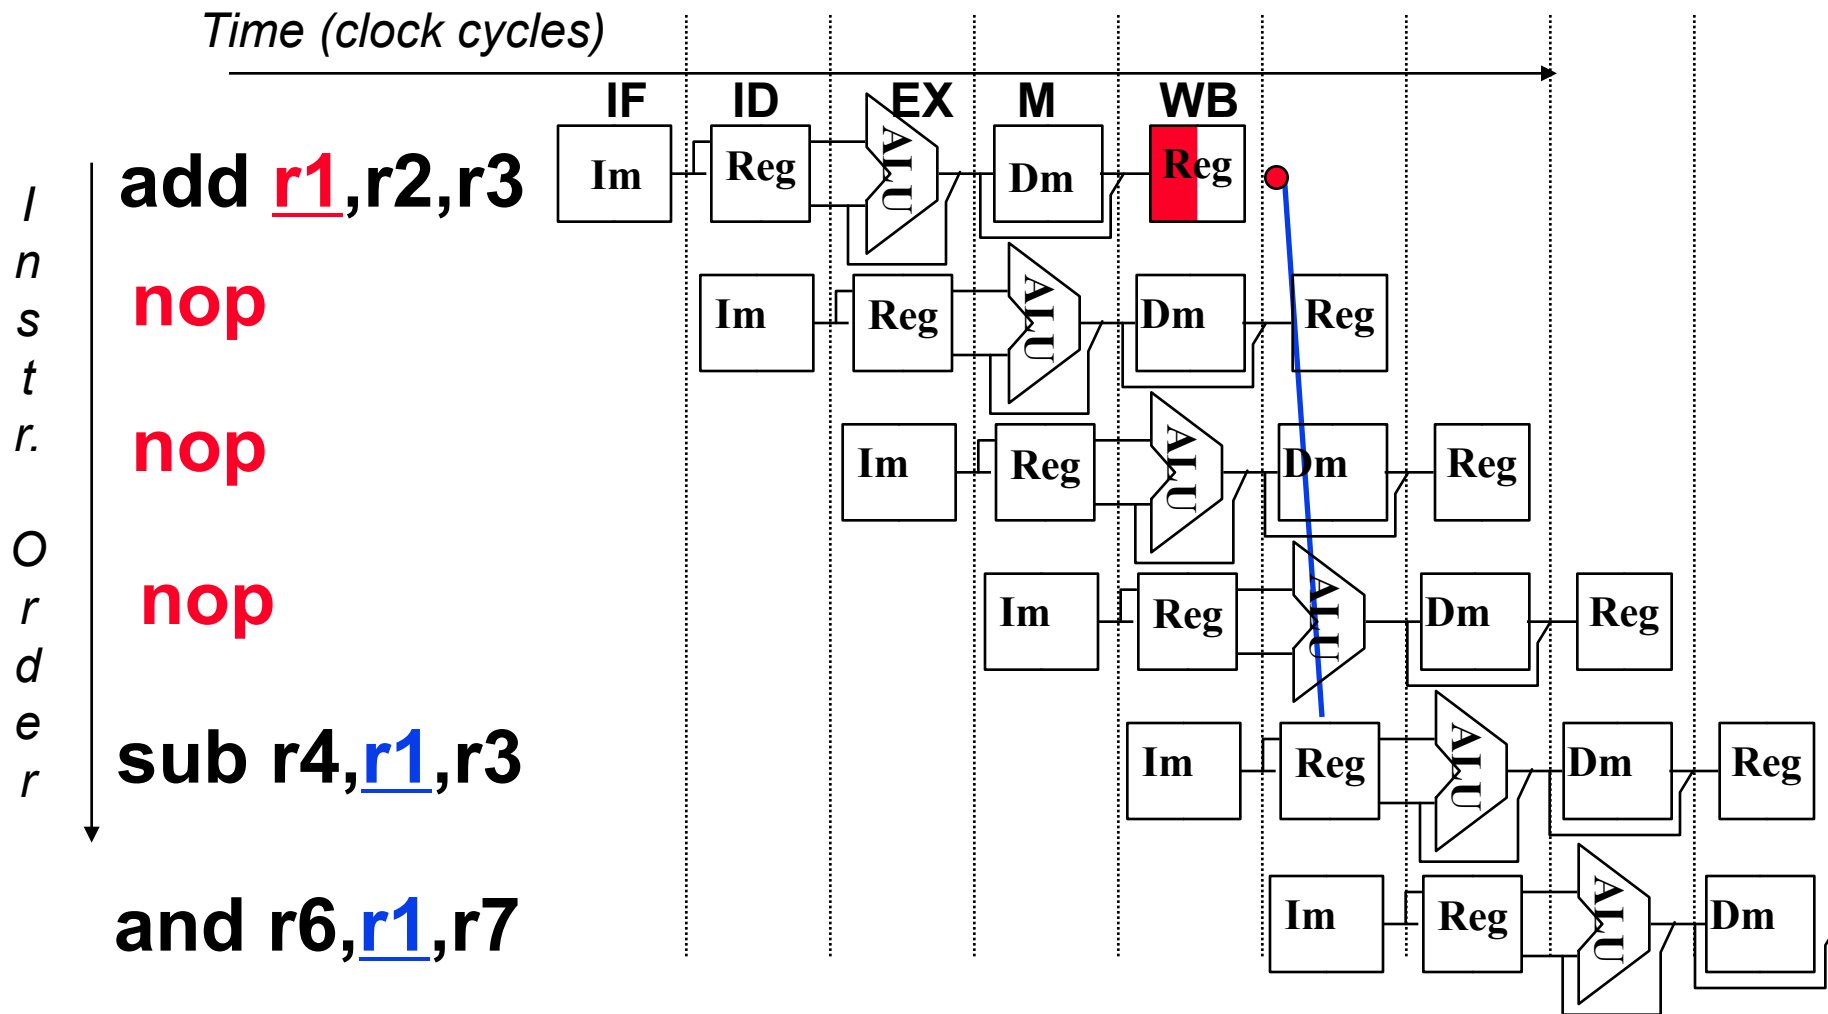 Time (clock cycles)
IF ID EX M WB
Instr. Order
add r1,r2,r3 Im Reg ALU Dm Reg
nop Im Reg ALU Dm Reg
nop Im Reg ALU Dm Reg
nop Im Reg ALU Dm Reg
sub r4,r1,r3 Im Reg ALU Dm Reg
and r6,r1,r7 Im Reg ALU Dm